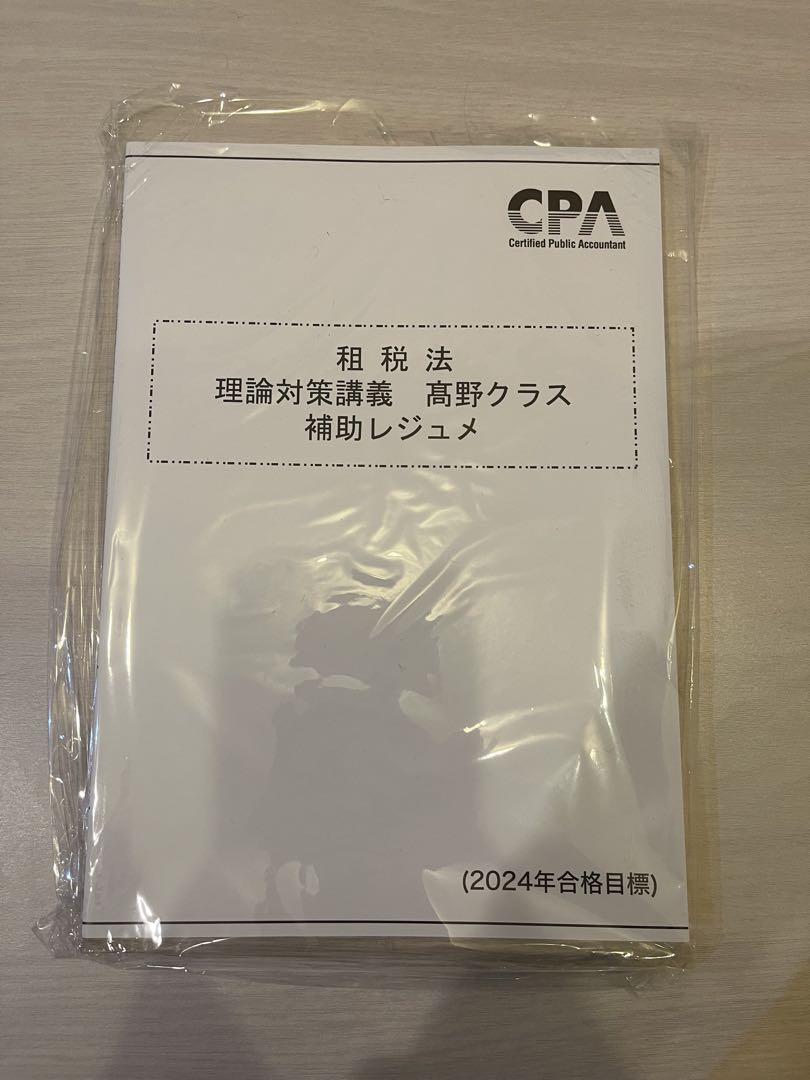 CPA
Certified Public Accountant
租 税 法
理論対策講義　髙野クラス
補助レジュメ
(2024年合格目標)